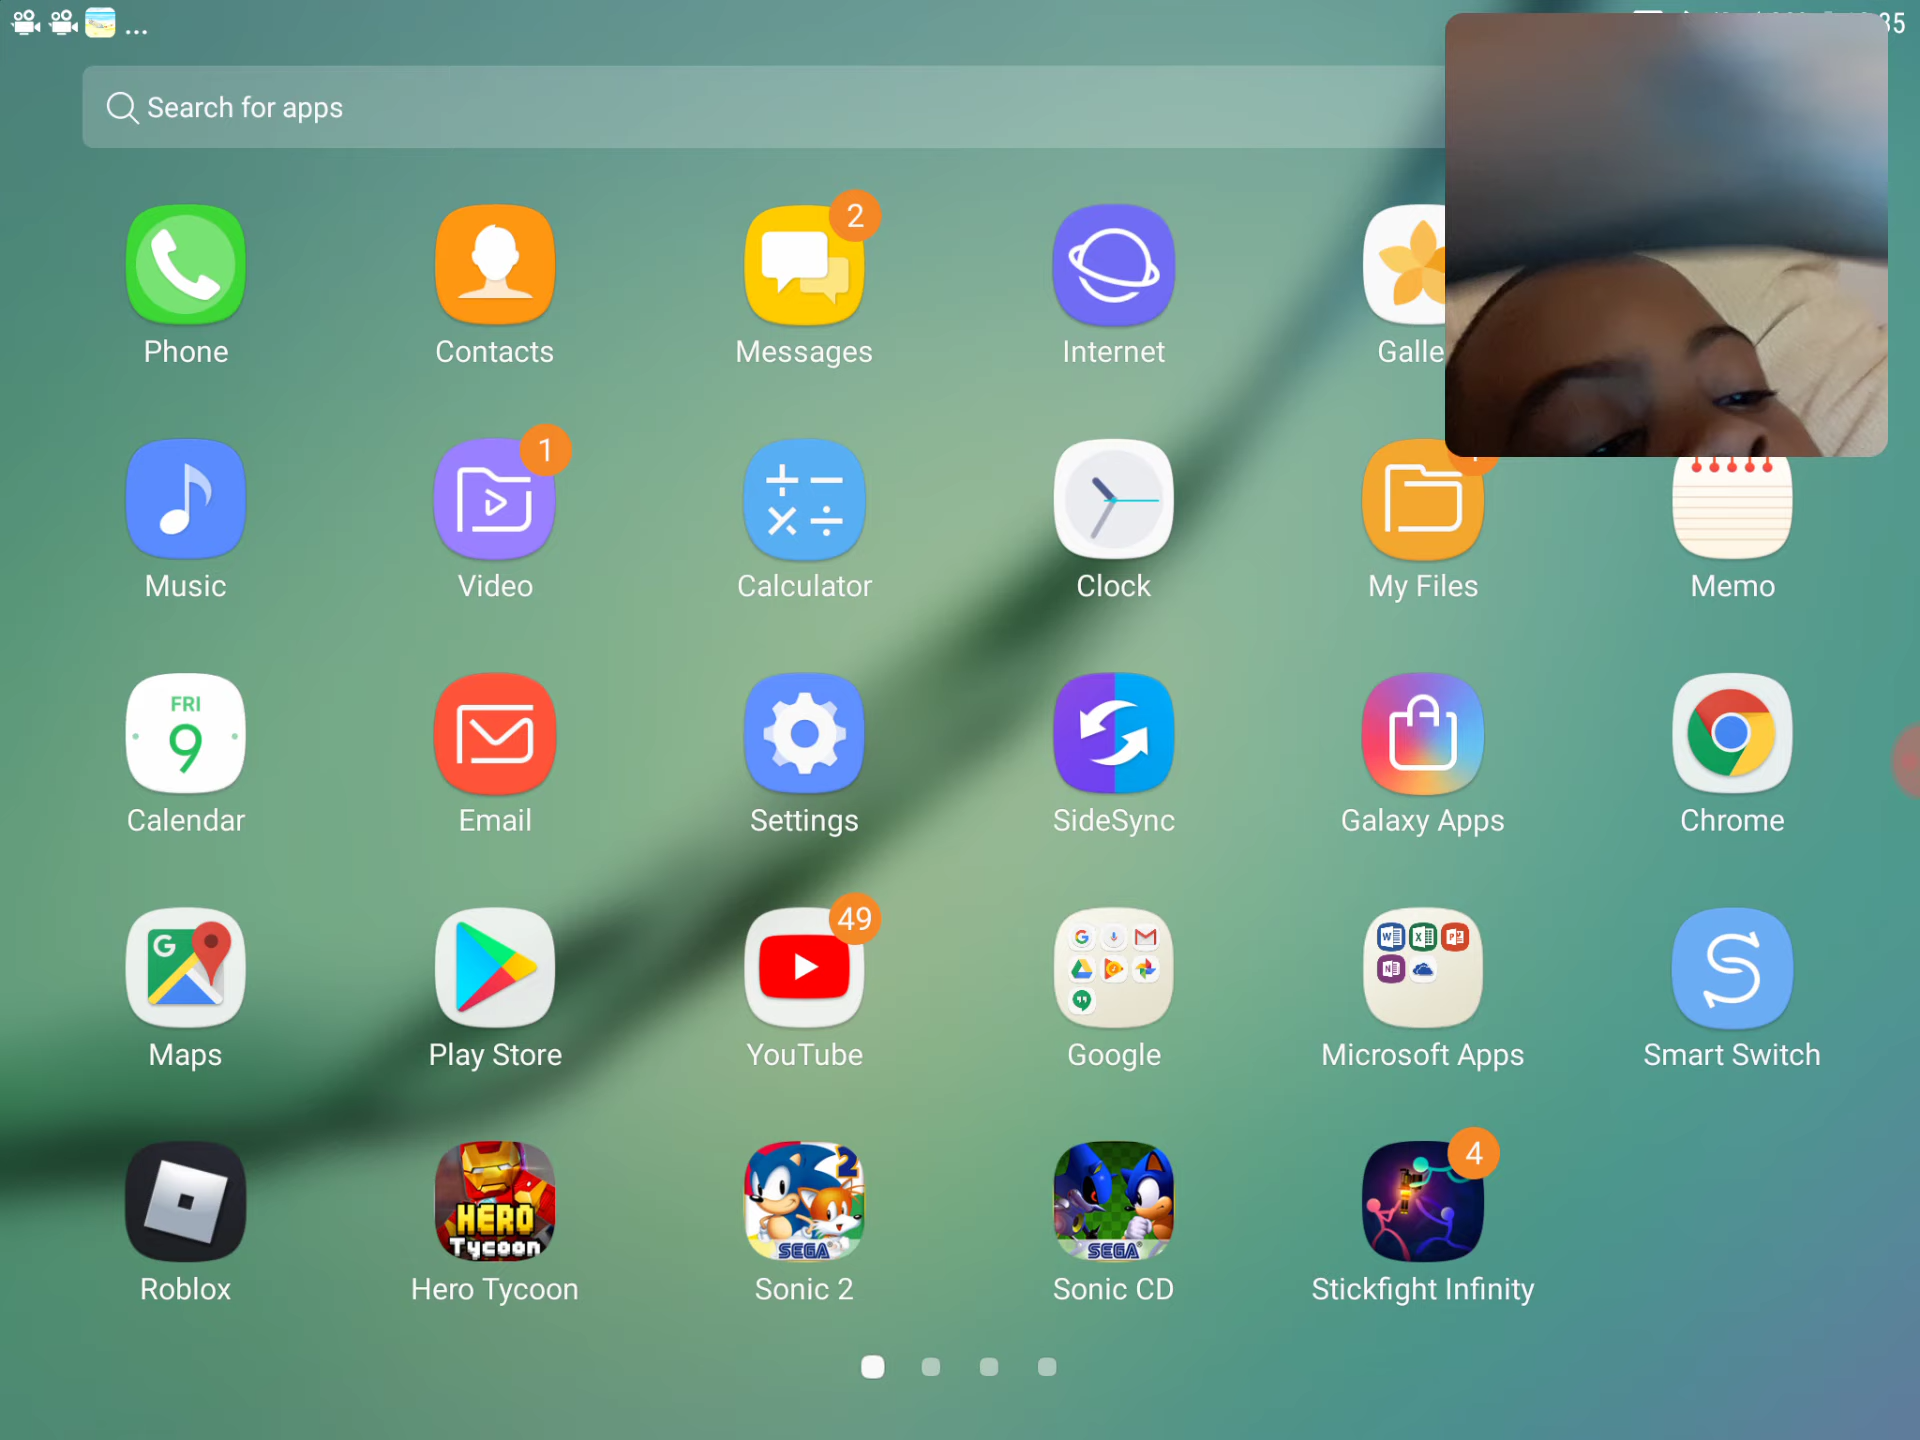 ... 35
Search for apps
2
Phone Contacts Messages Internet Galle
1
Music Video Calculator Clock My Files Memo
FRI
9
Calendar Email Settings SideSync Galaxy Apps Chrome
49
G
Maps Play Store YouTube Google Microsoft Apps Smart Switch
4
2
HERO
Tycoon SEGA SEGA
Roblox Hero Tycoon Sonic 2 Sonic CD Stickfight Infinity